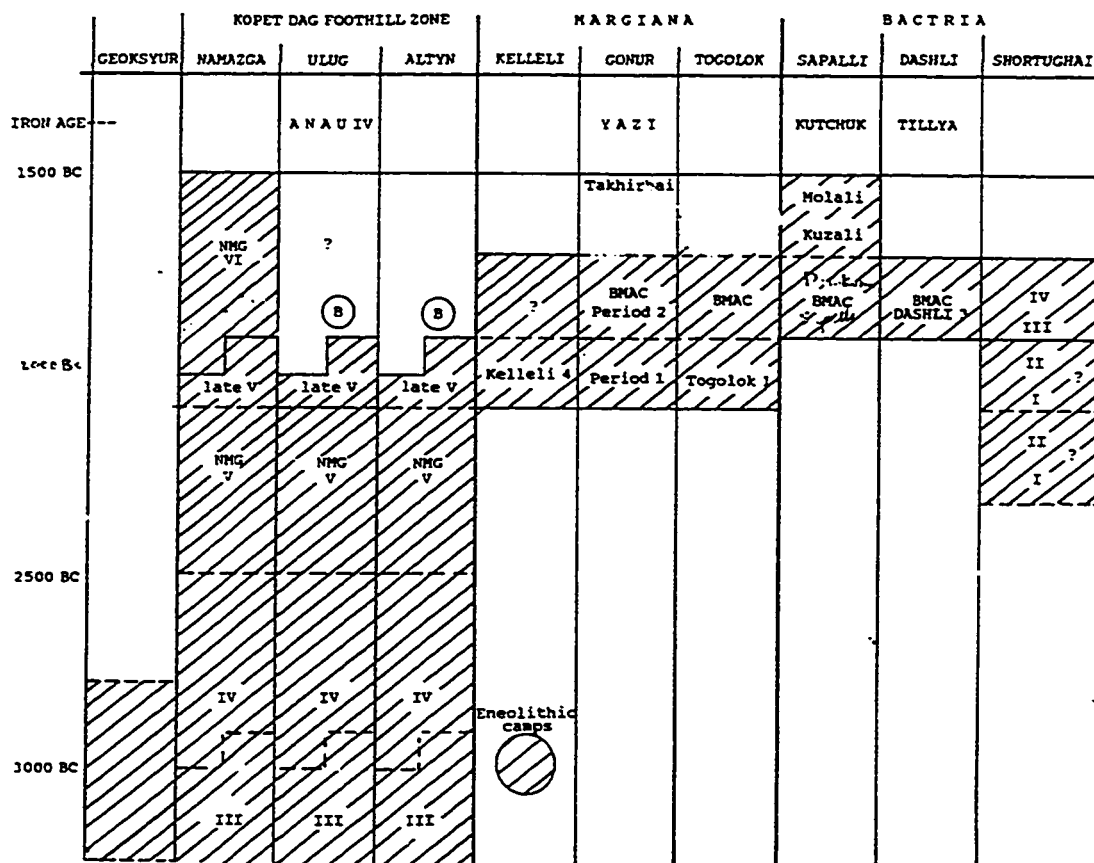 KOPET DAG FOOTHILL ZONE MARGIANA BACTRIA
GEOKSYUR NAMAZGA ULUG ALTYN KELLELI GONUR TOGOLOK SAPALLI DASHLI SHORTUGHAI
IRON AGE--- ANAU IV YAZI KUTCHUK TILLYA
1500 BC
Takhirbai
Molali
NMG
VI
?
Kuzali
B B
?
BMAC
Period 2
BMAC
BMAC
BMAC
DASHLI 3
IV
III
late V late V late V Kelleli 4 Period 1 Togolok 1
II
?
I
NMG
V
NMG
V
NMG
V
II
?
I
2500 BC
IV IV IV
Eneolithic
camps
3000 BC
III III III